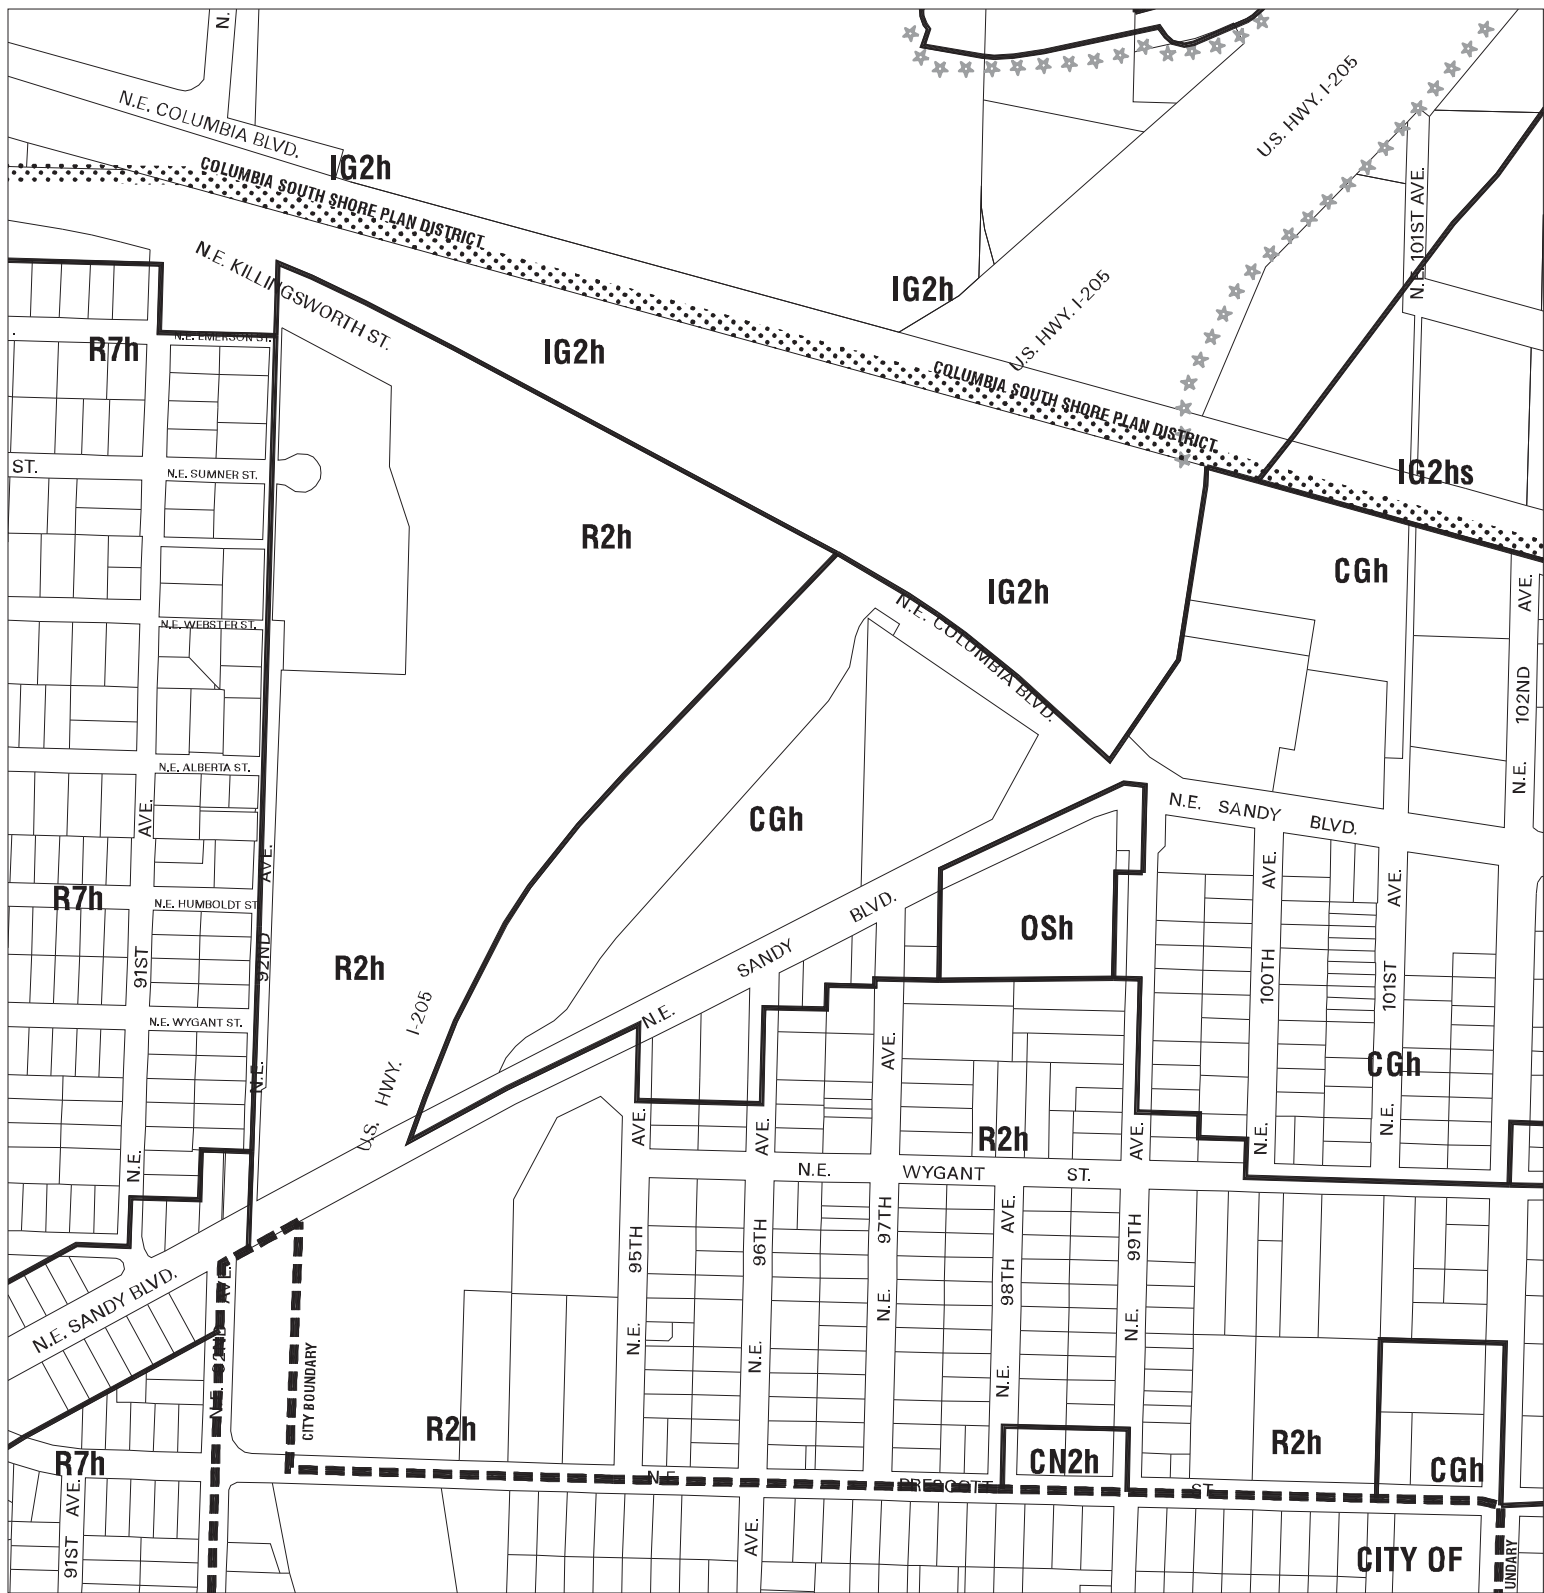 N.
N.E. COLUMBIA BLVD.
U.S. HWY. I-205
IG2h
COLUMBIA SOUTH SHORE PLAN DISTRICT
N.E. 101ST AVE.
N.E. KILLINGSWORTH ST.
IG2h
U.S. HWY. I-205
R7h
N.E. EMERSON ST.
IG2h
COLUMBIA SOUTH SHORE PLAN DISTRICT
ST.
N.E. SUMNER ST.
IG2hs
R2h
CGh
IG2h
N.E. COLUMBIA BLVD.
N.E. 102ND AVE.
N.E. WEBSTER ST.
N.E. ALBERTA ST.
CGh
N.E. SANDY BLVD.
R7h
N.E. HUMBOLDT ST
N.E. 91ST AVE.
N.E. 92ND AVE.
OSh
N.E. 100TH AVE.
N.E. 101ST AVE.
R2h
N.E. SANDY BLVD.
N.E. WYGANT ST.
U.S. HWY. I-205
CGh
R2h
AVE.
AVE.
AVE.
AVE.
N.E. WYGANT ST.
N.E. 95TH
N.E. 96TH
N.E. 97TH
N.E. 98TH AVE.
N.E. 99TH
N.E. SANDY BLVD.
N.E. 92ND AVE.
CITY BOUNDARY
R2h
R7h
CN2h
R2h
CGh
N.E. PRESCOTT ST.
91ST AVE.
AVE.
CITY OF
UNDARY